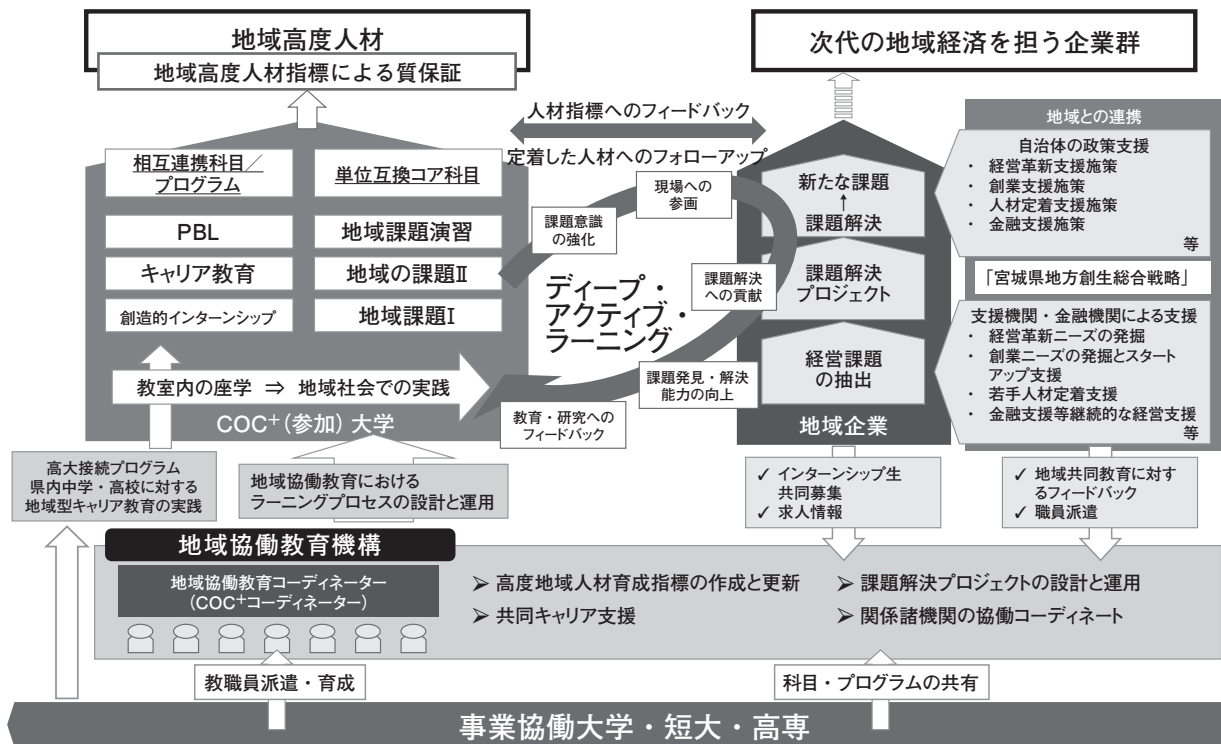 地域高度人材
地域高度人材指標による質保証
次代の地域経済を担う企業群
人材指標へのフィードバック
定着した人材へのフォローアップ
相互連携科目／
プログラム
単位互換コア科目
PBL
地域課題演習
キャリア教育
地域の課題Ⅱ
創造的インターンシップ
地域課題Ⅰ
教室内の座学 ⇒ 地域社会での実践
COC⁺（参加）大学
現場への
参画
課題意識
の強化
課題解決
への貢献
ディープ・
アクティブ・
ラーニング
課題発見・解決
能力の向上
教育・研究への
フィードバック
新たな課題
↑
課題解決
課題解決
プロジェクト
経営課題
の抽出
地域企業
地域との連携
自治体の政策支援
・ 経営革新支援施策
・ 創業支援施策
・ 人材定着支援施策
・ 金融支援施策
等
「宮城県地方創生総合戦略」
支援機関・金融機関による支援
・ 経営革新ニーズの発掘
・ 創業ニーズの発掘とスタート
アップ支援
・ 若手人材定着支援
・ 金融支援等継続的な経営支援
等
高大接続プログラム
県内中学・高校に対する
地域型キャリア教育の実践
地域協働教育における
ラーニングプロセスの設計と運用
✓ インターンシップ生
共同募集
✓ 求人情報
✓ 地域共同教育に対す
るフィードバック
✓ 職員派遣
地域協働教育機構
地域協働教育コーディネーター
（COC⁺コーディネーター）
➢ 高度地域人材育成指標の作成と更新
➢ 共同キャリア支援
➢ 課題解決プロジェクトの設計と運用
➢ 関係諸機関の協働コーディネート
教職員派遣・育成
科目・プログラムの共有
事業協働大学・短大・高専